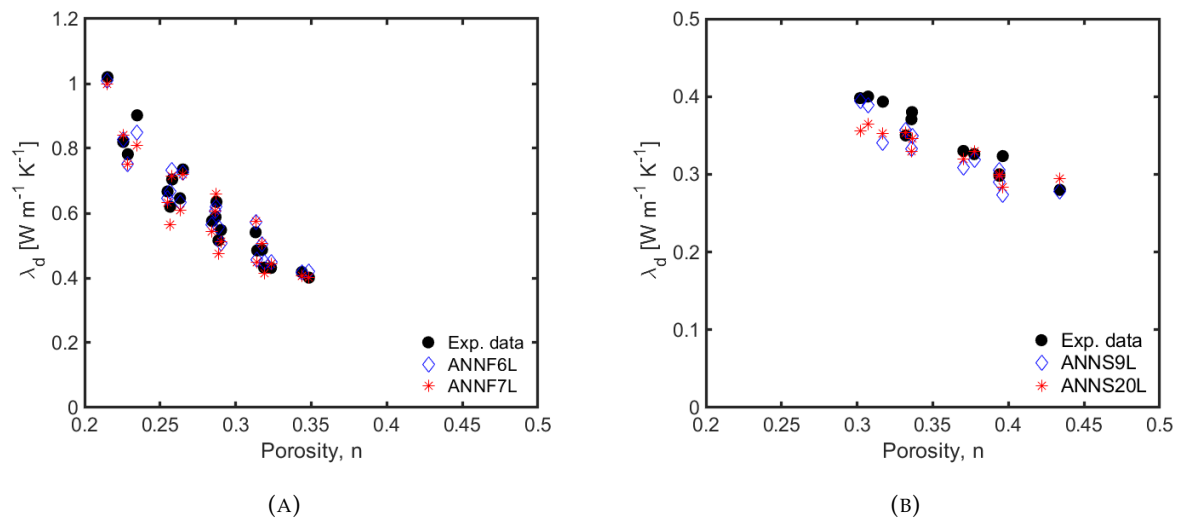 1.2
1
0.8
0.6
0.4
0.2
0
λd [W m-1 K-1]
0.2 0.25 0.3 0.35 0.4 0.45 0.5
Porosity, n
Exp. data
ANNF6L
ANNF7L
(A)
0.5
0.4
0.3
0.2
0.1
0
λd [W m-1 K-1]
0.2 0.25 0.3 0.35 0.4 0.45 0.5
Porosity, n
Exp. data
ANNS9L
ANNS20L
(B)